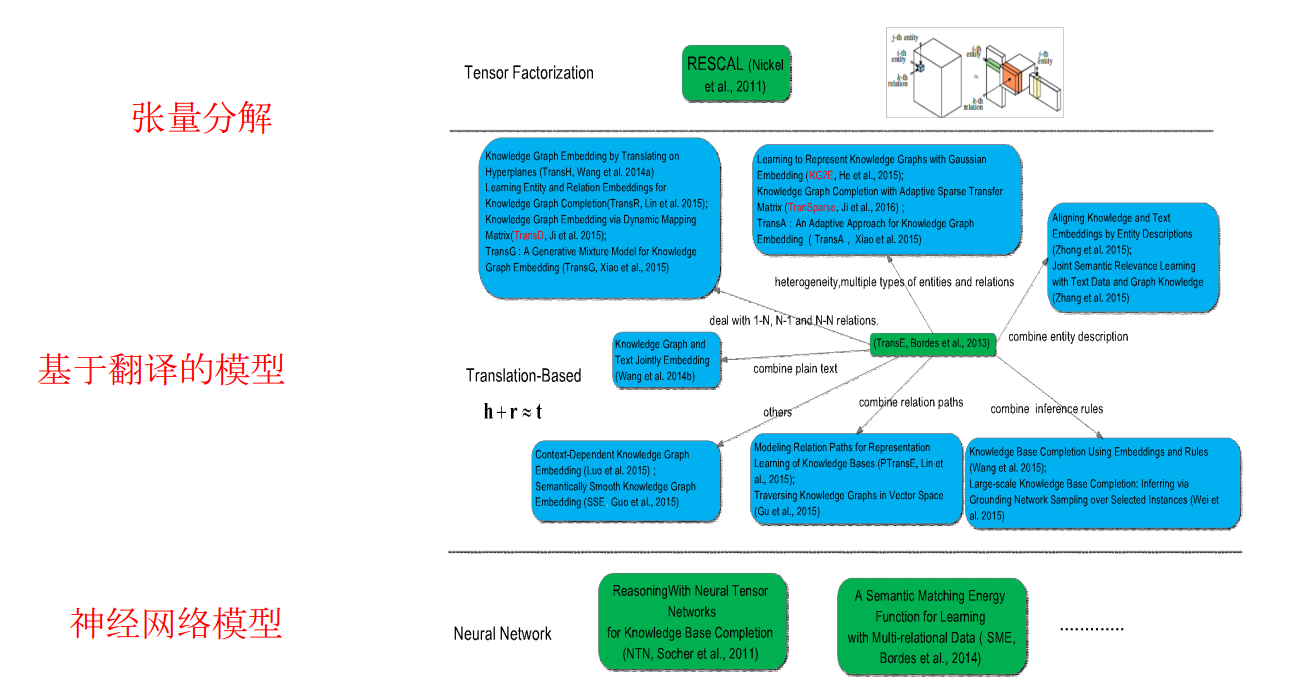 张量分解
Tensor Factorization
RESCAL (Nickel
et al., 2011)
j-th entity
i-th
entity
k-th
relation
≈
i-th
entity
j-th
entity
k-th
relation
基于翻译的模型
Translation-Based
h + r ≈ t
Knowledge Graph Embedding by Translating on
Hyperplanes (TransH, Wang et al. 2014a)
Learning Entity and Relation Embeddings for
Knowledge Graph Completion(TransR, Lin et al. 2015);
Knowledge Graph Embedding via Dynamic Mapping
Matrix(TransD, Ji et al. 2015);
TransG : A Generative Mixture Model for Knowledge
Graph Embedding (TransG, Xiao et al., 2015)
Learning to Represent Knowledge Graphs with Gaussian
Embedding (KG2E, He et al., 2015);
Knowledge Graph Completion with Adaptive Sparse Transfer
Matrix (TranSparse, Ji et al., 2016) ;
TransA : An Adaptive Approach for Knowledge Graph
Embedding ( TransA , Xiao et al. 2015)
Aligning Knowledge and Text
Embeddings by Entity Descriptions
(Zhong et al. 2015);
Joint Semantic Relevance Learning
with Text Data and Graph Knowledge
(Zhang et al. 2015)
heterogeneity,multiple types of entities and relations
deal with 1-N, N-1 and N-N relations.
(TransE, Bordes et al., 2013)
combine entity description
Knowledge Graph and
Text Jointly Embedding
(Wang et al. 2014b)
combine plain text
others
combine relation paths
combine inference rules
Context-Dependent Knowledge Graph
Embedding (Luo et al. 2015) ;
Semantically Smooth Knowledge Graph
Embedding (SSE Guo et al., 2015)
Modeling Relation Paths for Representation
Learning of Knowledge Bases (PTransE, Lin et
al., 2015);
Traversing Knowledge Graphs in Vector Space
(Gu et al., 2015)
Knowledge Base Completion Using Embeddings and Rules
(Wang et al. 2015);
Large-scale Knowledge Base Completion: Inferring via
Grounding Network Sampling over Selected Instances (Wei et
al. 2015)
神经网络模型
Neural Network
ReasoningWith Neural Tensor
Networks
for Knowledge Base Completion
(NTN, Socher et al., 2011)
A Semantic Matching Energy
Function for Learning
with Multi-relational Data ( SME,
Bordes et al., 2014)
.............